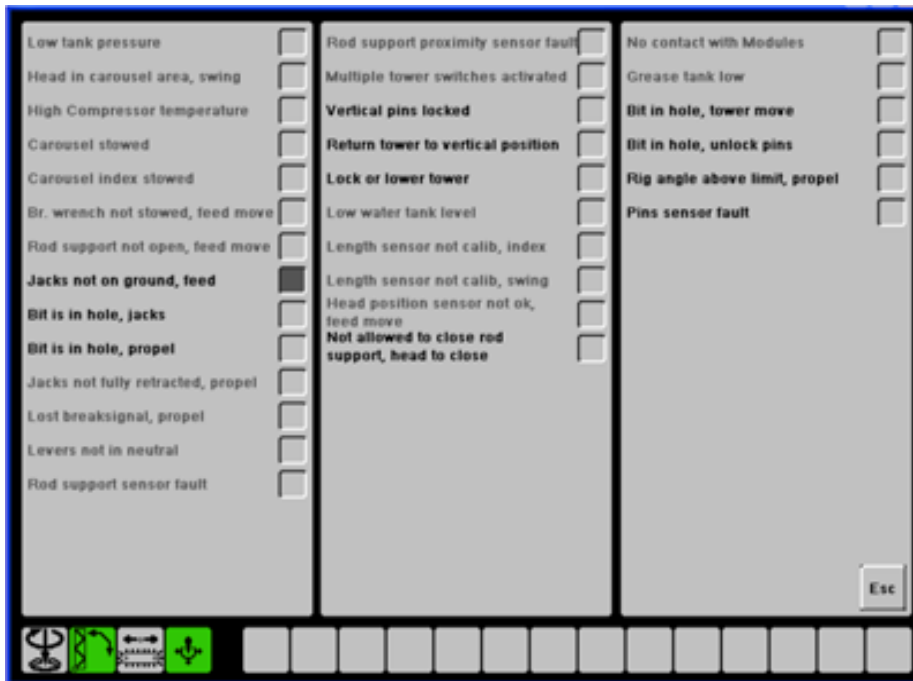 Low tank pressure
Head in carousel area, swing
High Compressor temperature
Carousel stowed
Carousel index stowed
Br. wrench not stowed, feed move
Rod support not open, feed move
Jacks not on ground, feed
Bit is in hole, jacks
Bit is in hole, propel
Jacks not fully retracted, propel
Lost breaksignal, propel
Levers not in neutral
Rod support sensor fault
Rod support proximity sensor fault
Multiple tower switches activated
Vertical pins locked
Return tower to vertical position
Lock or lower tower
Low water tank level
Length sensor not calib, index
Length sensor not calib, swing
Head position sensor not ok,
feed move
Not allowed to close rod
support, head to close
No contact with Modules
Grease tank low
Bit in hole, tower move
Bit in hole, unlock pins
Rig angle above limit, propel
Pins sensor fault
Esc